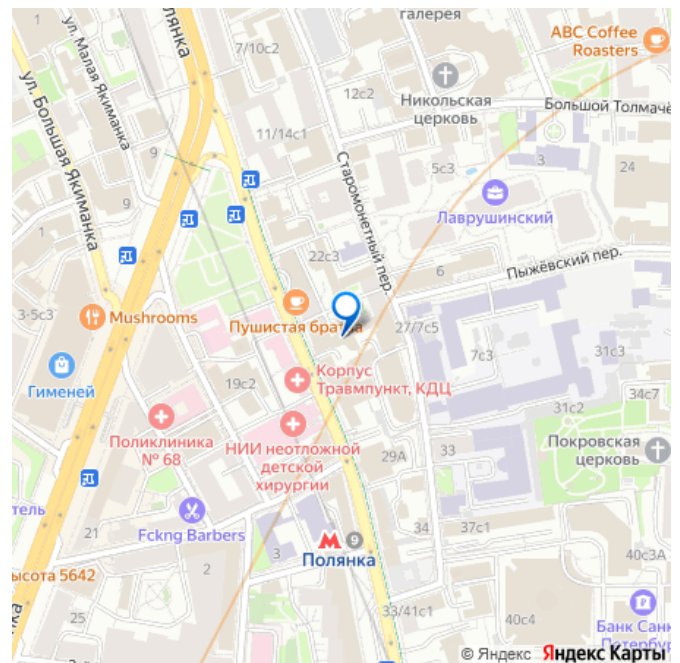 галерея
ABC Coffee
Roasters
ул. Малая Якиманка
лянка
7/10с2
12с2
Никольская
церковь
Большой Толмачё
ул. Большая Якиманка
9
11/14с1
Старомонетный пер.
5с3
3
24
9
Лаврушинский
1
22с3
6
Пыжёвский пер.
3-5с3
Mushrooms
Пушистая братва
27/7с5
7с3
31с3
Гименей
19с2
Корпус
Травмпункт, КДЦ
34с7
31с2
Поликлиника
№ 68
НИИ неотложной
детской
хирургии
29А
33
Покровская
церковь
тель
21
Fckng Barbers
34
37с1
9
3
Полянка
40с3А
ысота 5642
2
25
33/41с1
40с4
Банк Санк
Петербур
© Яндекс Яндекс Карты